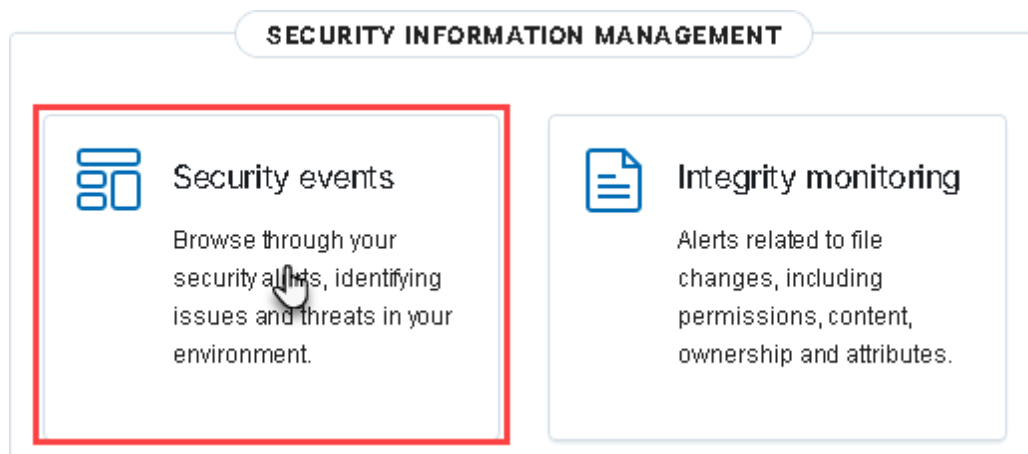 SECURITY INFORMATION MANAGEMENT
Security events
Browse through your
security alerts, identifying
issues and threats in your
environment.
Integrity monitoring
Alerts related to file
changes, including
permissions, content,
ownership and attributes.